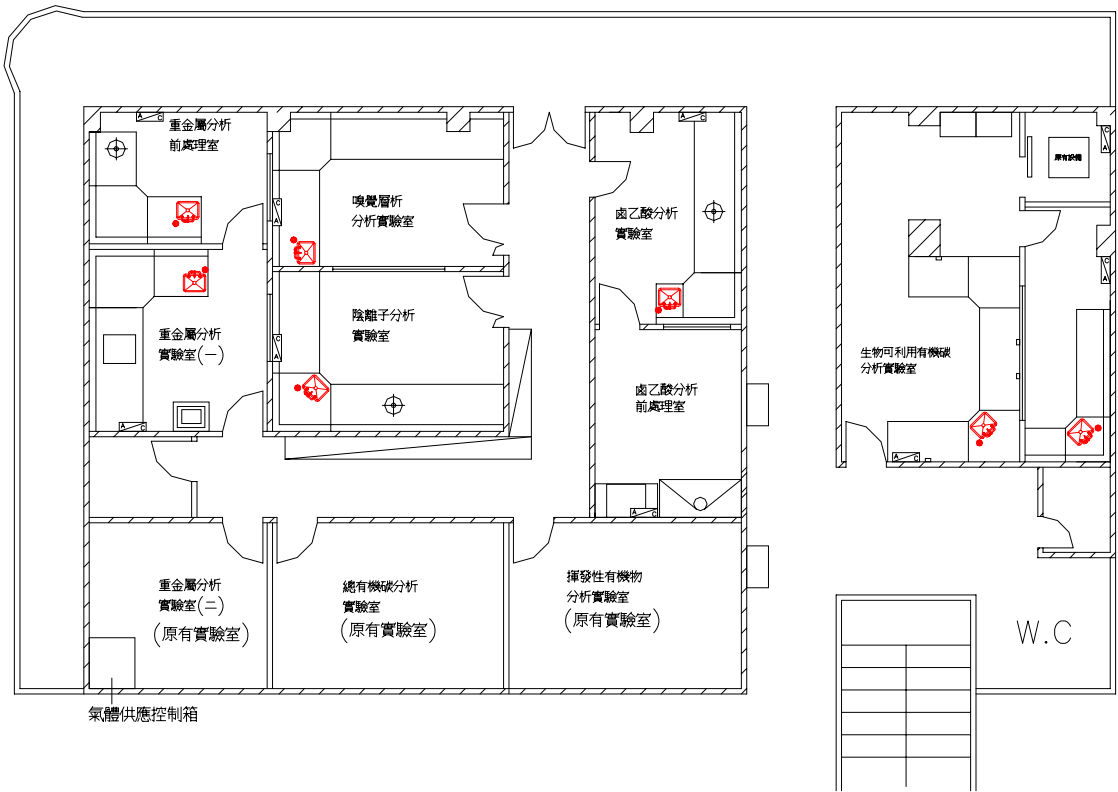 重金屬分析
前處理室
嗅覺層析
分析實驗室
鹵乙酸分析
實驗室
原有設備
重金屬分析
實驗室(一)
陰離子分析
實驗室
鹵乙酸分析
前處理室
生物可利用有機碳
分析實驗室
重金屬分析
實驗室(二)
(原有實驗室)
總有機碳分析
實驗室
(原有實驗室)
揮發性有機物
分析實驗室
(原有實驗室)
W.C
氣體供應控制箱
A C
A C
A C
A C
A C
A C
A C
A C
A C